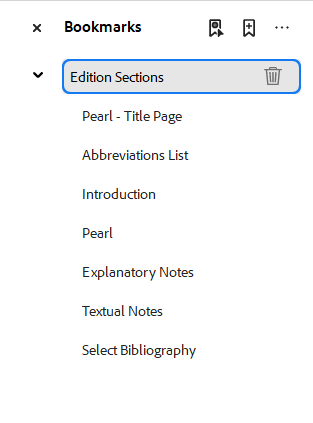 Bookmarks
Edition Sections
Pearl - Title Page
Abbreviations List
Introduction
Pearl
Explanatory Notes
Textual Notes
Select Bibliography